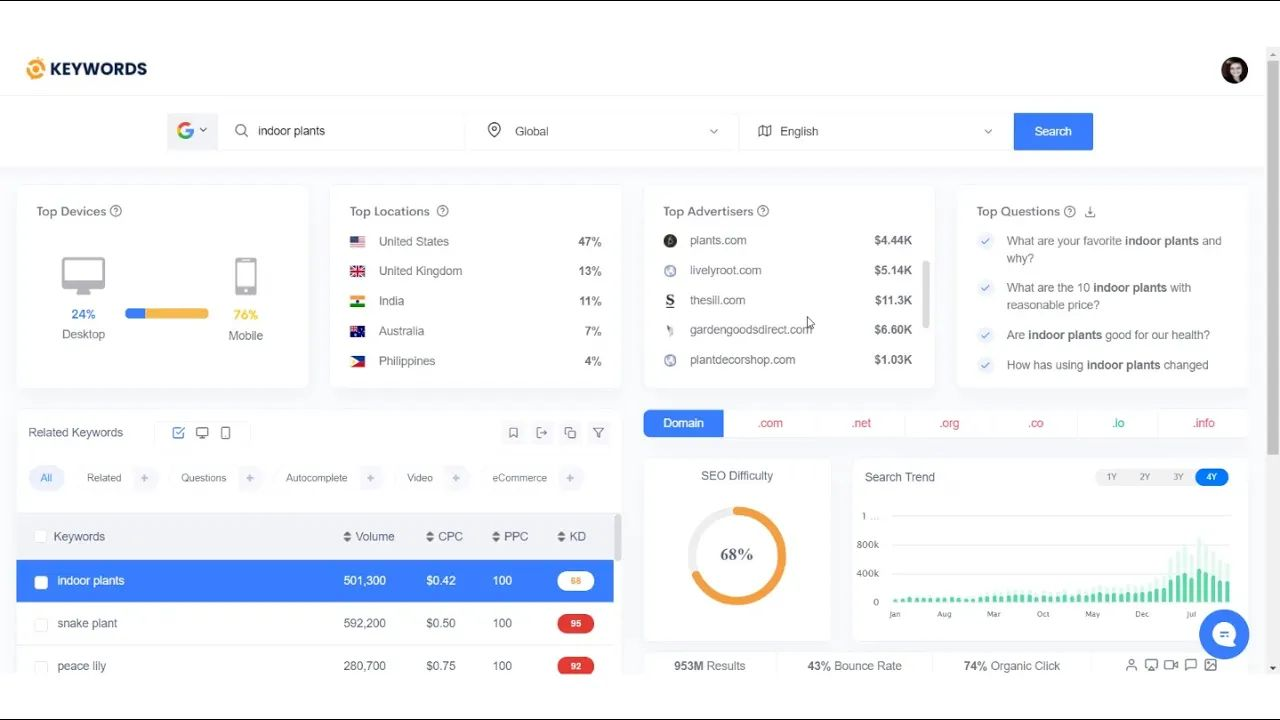 KEYWORDS
indoor plants
Global
English
Search
Top Devices
24%
Desktop
76%
Mobile
Top Locations
United States 47%
United Kingdom 13%
India 11%
Australia 7%
Philippines 4%
Top Advertisers
plants.com $4.44K
livelyroot.com $5.14K
thesill.com $11.3K
gardengoodsdirect.com $6.60K
plantdecorshop.com $1.03K
Top Questions
What are your favorite indoor plants and
why?
What are the 10 indoor plants with
reasonable price?
Are indoor plants good for our health?
How has using indoor plants changed
Related Keywords
All Related + Questions + Autocomplete + Video + eCommerce +
Keywords Volume CPC PPC KD
indoor plants 501,300 $0.42 100 68
snake plant 592,200 $0.50 100 95
peace lily 280,700 $0.75 100 92
Domain .com .net .org .co .io .info
SEO Difficulty
68%
Search Trend
1Y 2Y 3Y 4Y
1 ...
800k
400k
0
Jan Aug Mar Oct May Dec Jul
953M Results 43% Bounce Rate 74% Organic Click